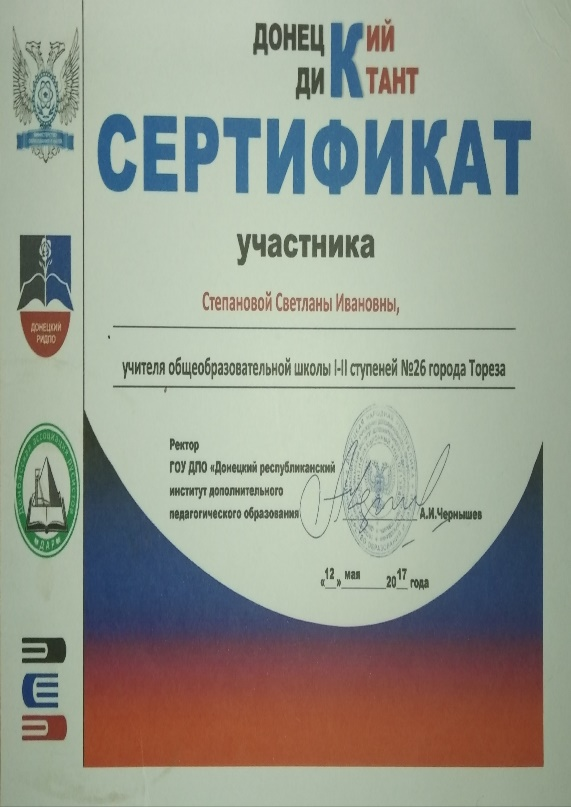 ДОНЕЦКий
ДИКТАНТ
СЕРТИФИКАТ
участника
Степановой Светланы Ивановны,
учителя общеобразовательной школы I-II ступеней №26 города Тореза
Ректор
ГОУ ДПО «Донецкий республиканский
институт дополнительного
педагогического образования
А.И.Чернышев
«12» мая 2017 года
ДОНЕЦКИЙ
РИДПО
ДАР